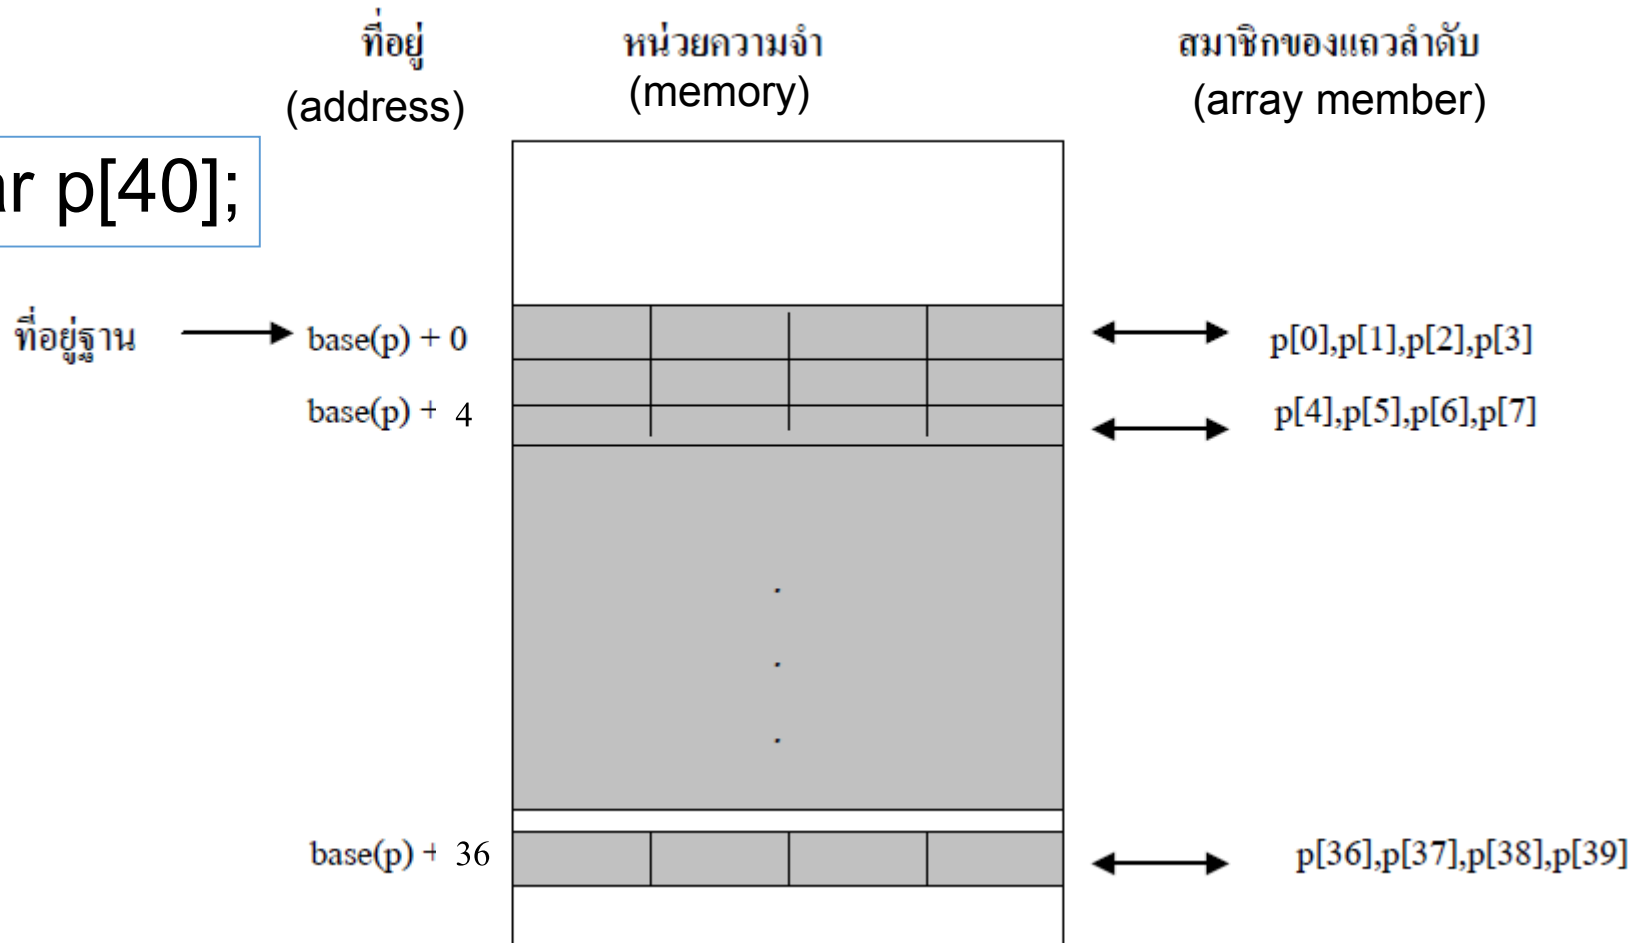 ที่อยู่ หน่วยความจำ สมาชิกของแถวลำดับ
(address) (memory) (array member)
ar p[40];
ที่อยู่ฐาน base(p) + 0 p[0],p[1],p[2],p[3]
base(p) + 4 p[4],p[5],p[6],p[7]
.
.
.
base(p) + 36 p[36],p[37],p[38],p[39]